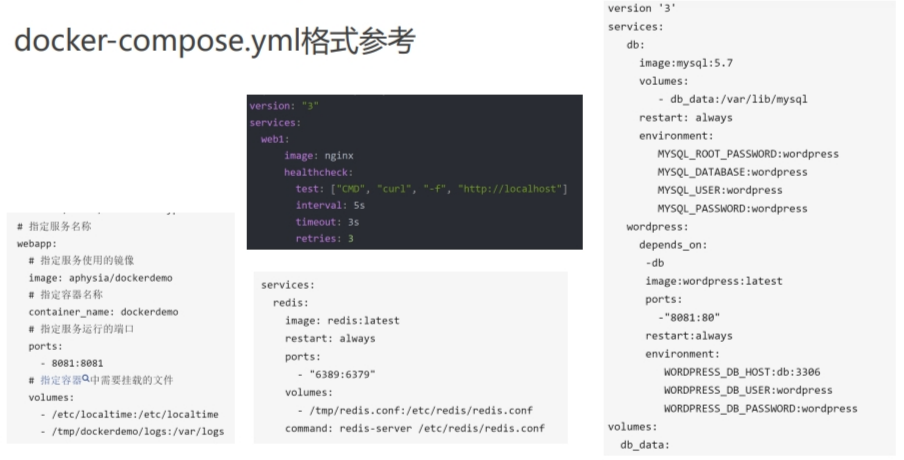 docker-compose.yml格式参考
# 指定服务名称
webapp:
  # 指定服务使用的镜像
  image: aphysia/dockerdemo
  # 指定容器名称
  container_name: dockerdemo
  # 指定服务运行的端口
  ports:
    - 8081:8081
  # 指定容器中需要挂载的文件
  volumes:
    - /etc/localtime:/etc/localtime
    - /tmp/dockerdemo/logs:/var/logs
version: "3"
services:
  web1:
    image: nginx
    healthcheck:
      test: ["CMD", "curl", "-f", "http://localhost"]
      interval: 5s
      timeout: 3s
      retries: 3
services:
  redis:
    image: redis:latest
    restart: always
    ports:
      - "6389:6379"
    volumes:
      - /tmp/redis.conf:/etc/redis/redis.conf
    command: redis-server /etc/redis/redis.conf
version '3'
services:
  db:
    image:mysql:5.7
    volumes:
      - db_data:/var/lib/mysql
    restart: always
    environment:
      MYSQL_ROOT_PASSWORD:wordpress
      MYSQL_DATABASE:wordpress
      MYSQL_USER:wordpress
      MYSQL_PASSWORD:wordpress
  wordpress:
    depends_on:
     -db
    image:wordpress:latest
    ports:
      -"8081:80"
    restart:always
    environment:
      WORDPRESS_DB_HOST:db:3306
      WORDPRESS_DB_USER:wordpress
      WORDPRESS_DB_PASSWORD:wordpress
volumes:
  db_data: